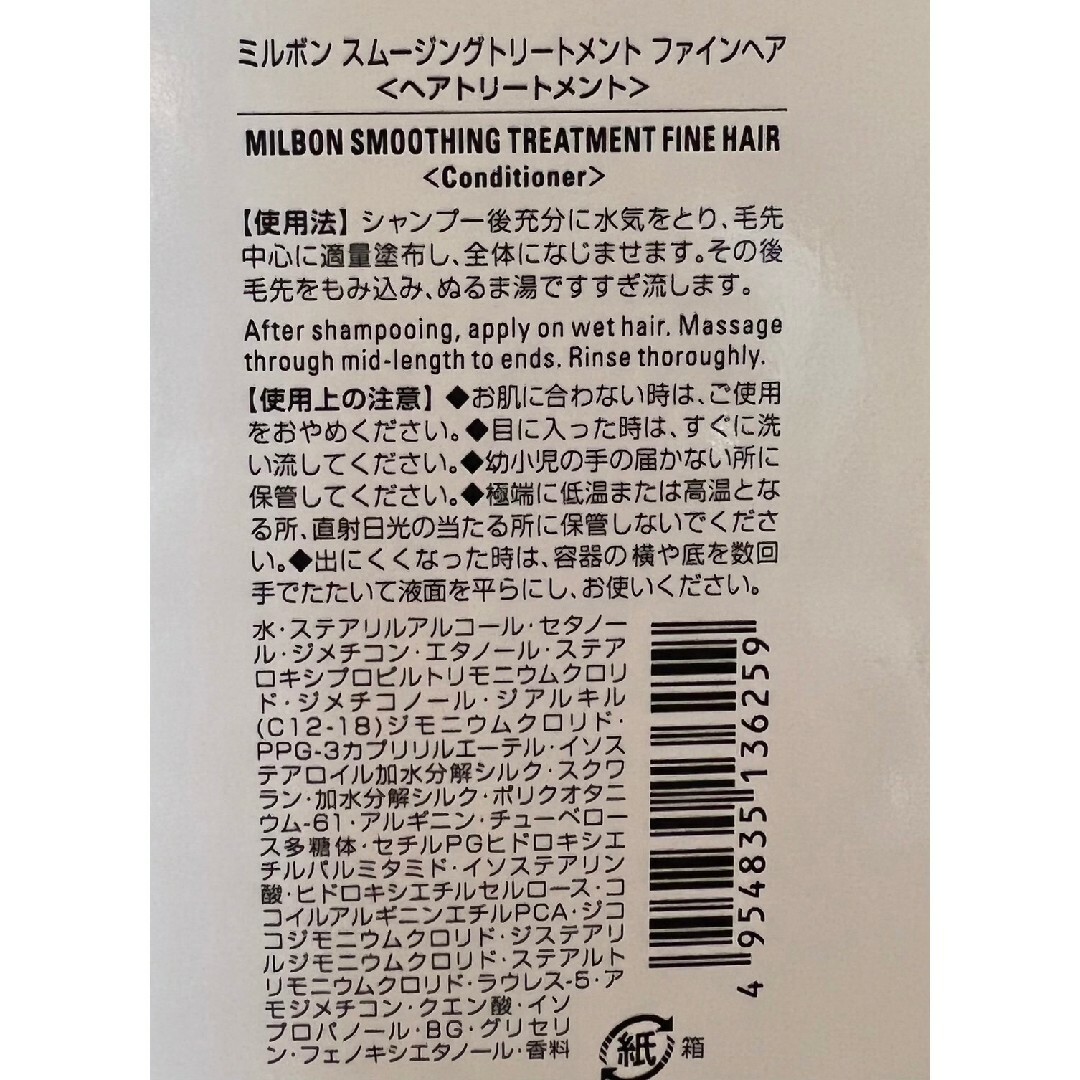 ミルボン スムージングトリートメント ファインヘア
<ヘアトリートメント>
MILBON SMOOTHING TREATMENT FINE HAIR
<Conditioner>
【使用法】シャンプー後充分に水気をとり、毛先
中心に適量塗布し、全体になじませます。その後
毛先をもみ込み、ぬるま湯ですすぎ流します。
After shampooing, apply on wet hair. Massage
through mid-length to ends. Rinse thoroughly.
【使用上の注意】◆お肌に合わない時は、ご使用
をおやめください。◆目に入った時は、すぐに洗
い流してください。◆幼小児の手の届かない所に
保管してください。◆極端に低温または高温とな
る所、直射日光の当たる所に保管しないでくださ
い。◆出にくくなった時は、容器の横や底を数回
手でたたいて液面を平らにし、お使いください。
水・ステアリルアルコール・セタノー
ル・ジメチコン・エタノール・ステア
ロキシプロピルトリモニウムクロリ
ド・ジメチコノール・ジアルキル
(C12-18)ジモニウムクロリド・
PPG-3カプリリルエーテル・イソス
テアロイル加水分解シルク・スクワ
ラン・加水分解シルク・ポリクオタニ
ウム-61・アルギニン・チューベロー
ス多糖体・セチルPGヒドロキシエ
チルパルミタミド・イソステアリン
酸・ヒドロキシエチルセルロース・コ
コイルアルギニンエチルPCA・ジコ
コジモニウムクロリド・ジステアリ
ルジモニウムクロリド・ステアルト
リモニウムクロリド・ラウレス-5・ア
モジメチコン・クエン酸・イソ
プロパノール・BG・グリセリ
ン・フェノキシエタノール・香料
4 954835 136259
紙 箱